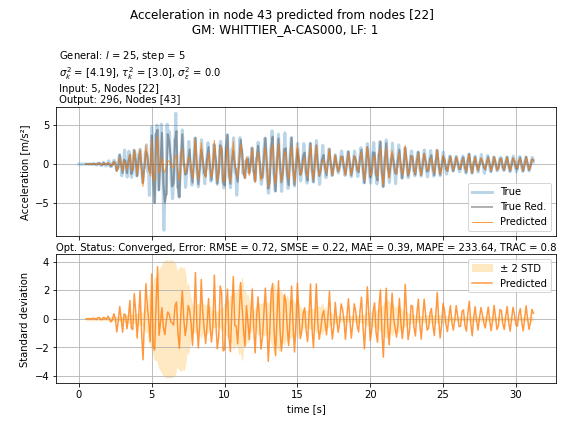 Acceleration in node 43 predicted from nodes [22]
GM: WHITTIER_A-CAS000, LF: 1
General: l = 25, step = 5
σ²ₖ = [4.19], τ²ₖ = [3.0], σ²ε = 0.0
Input: 5, Nodes [22]
Output: 296, Nodes [43]
Acceleration [m/s²]
5
0
−5
True
True Red.
Predicted
Opt. Status: Converged, Error: RMSE = 0.72, SMSE = 0.22, MAE = 0.39, MAPE = 233.64, TRAC = 0.8
Standard deviation
4
2
0
−2
−4
± 2 STD
Predicted
0 5 10 15 20 25 30
time [s]